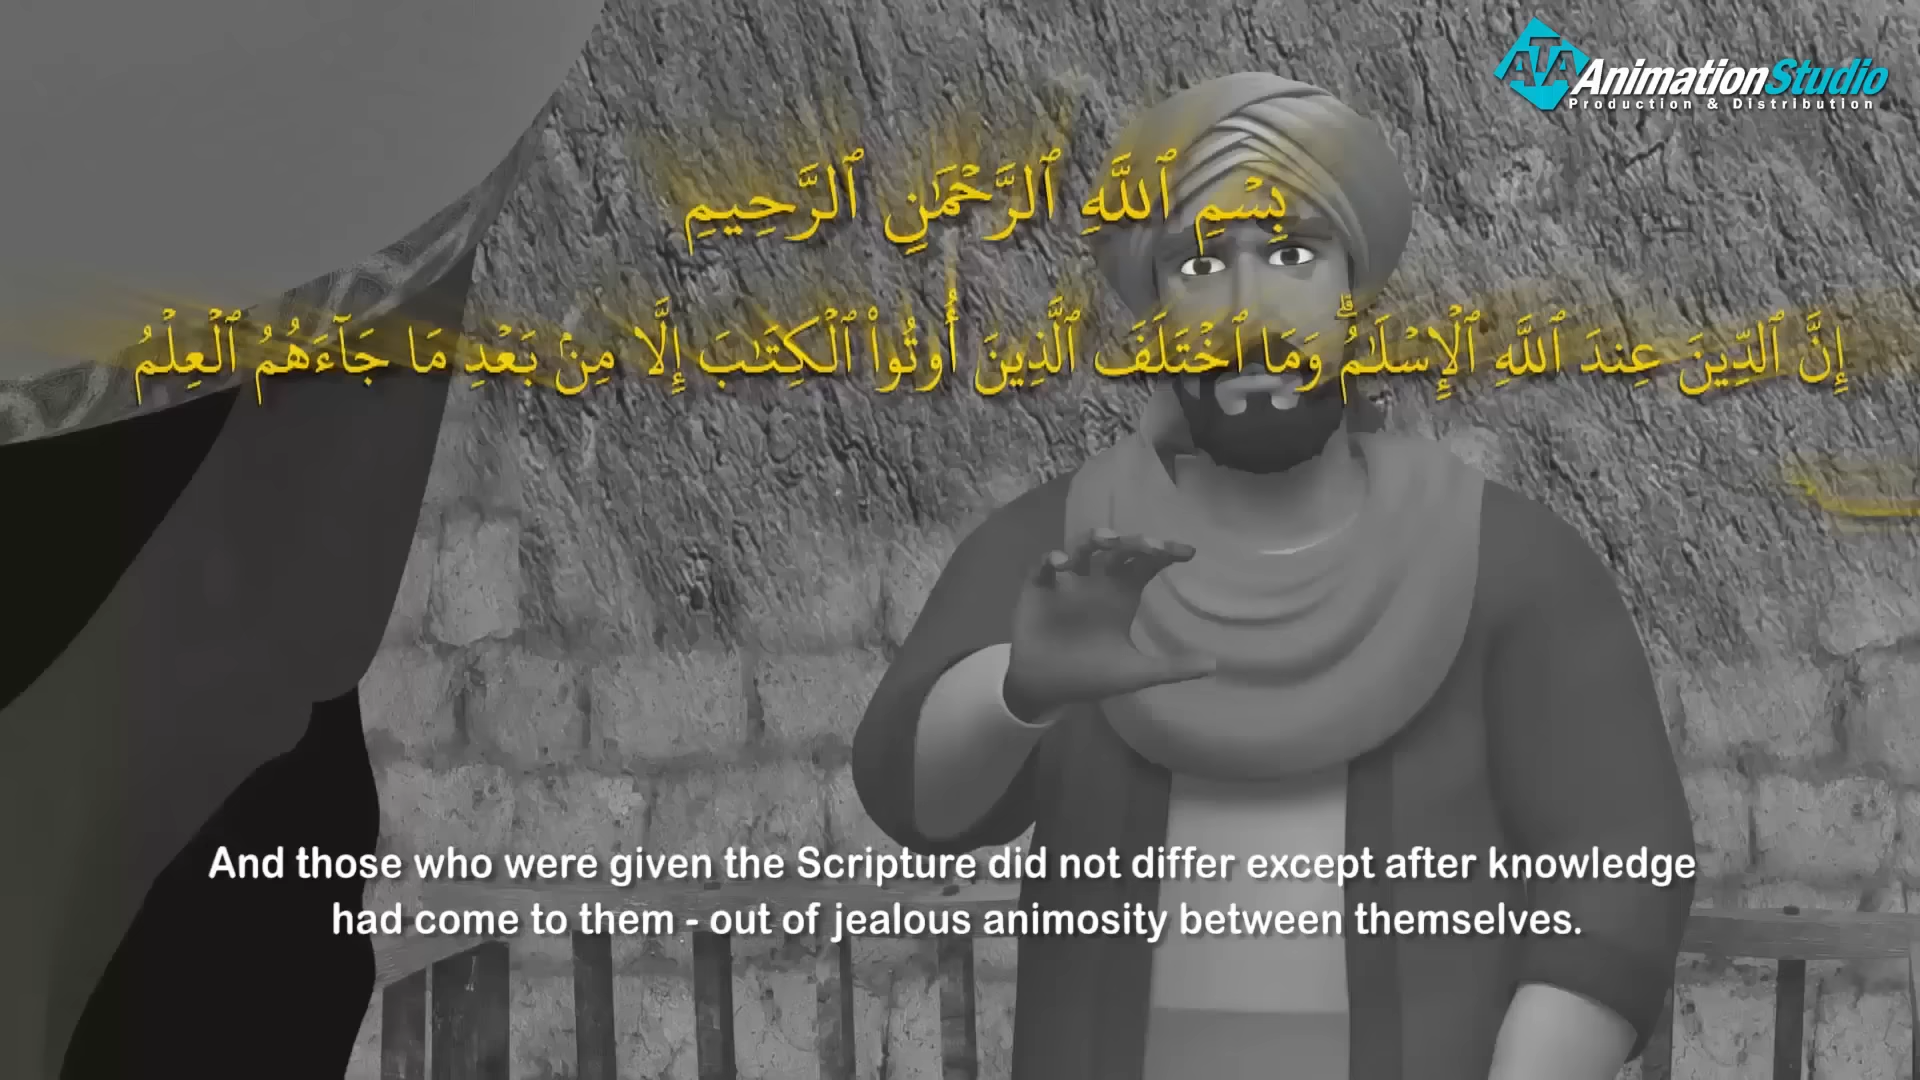 ATA AnimationStudio
Production & Distribution
بِسْمِ ٱللَّهِ ٱلرَّحْمَٰنِ ٱلرَّحِيمِ
إِنَّ ٱلدِّينَ عِندَ ٱللَّهِ ٱلْإِسْلَٰمُ ۗ وَمَا ٱخْتَلَفَ ٱلَّذِينَ أُوتُوا۟ ٱلْكِتَٰبَ إِلَّا مِنۢ بَعْدِ مَا جَآءَهُمُ ٱلْعِلْمُ
And those who were given the Scripture did not differ except after knowledge
had come to them - out of jealous animosity between themselves.